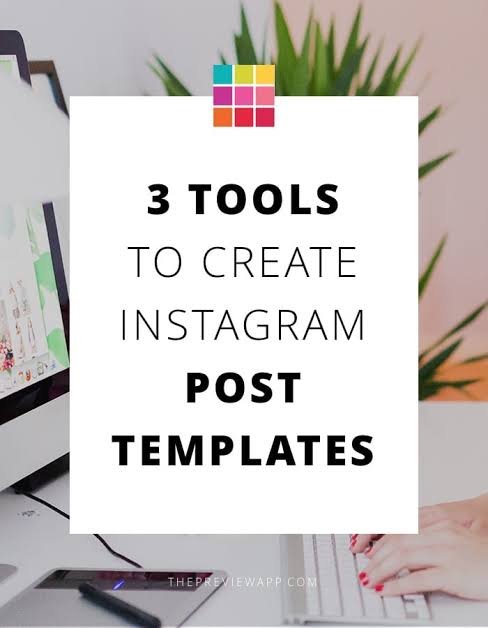 3 TOOLS
TO CREATE
INSTAGRAM
POST
TEMPLATES
THEPREVIEWAPP.COM